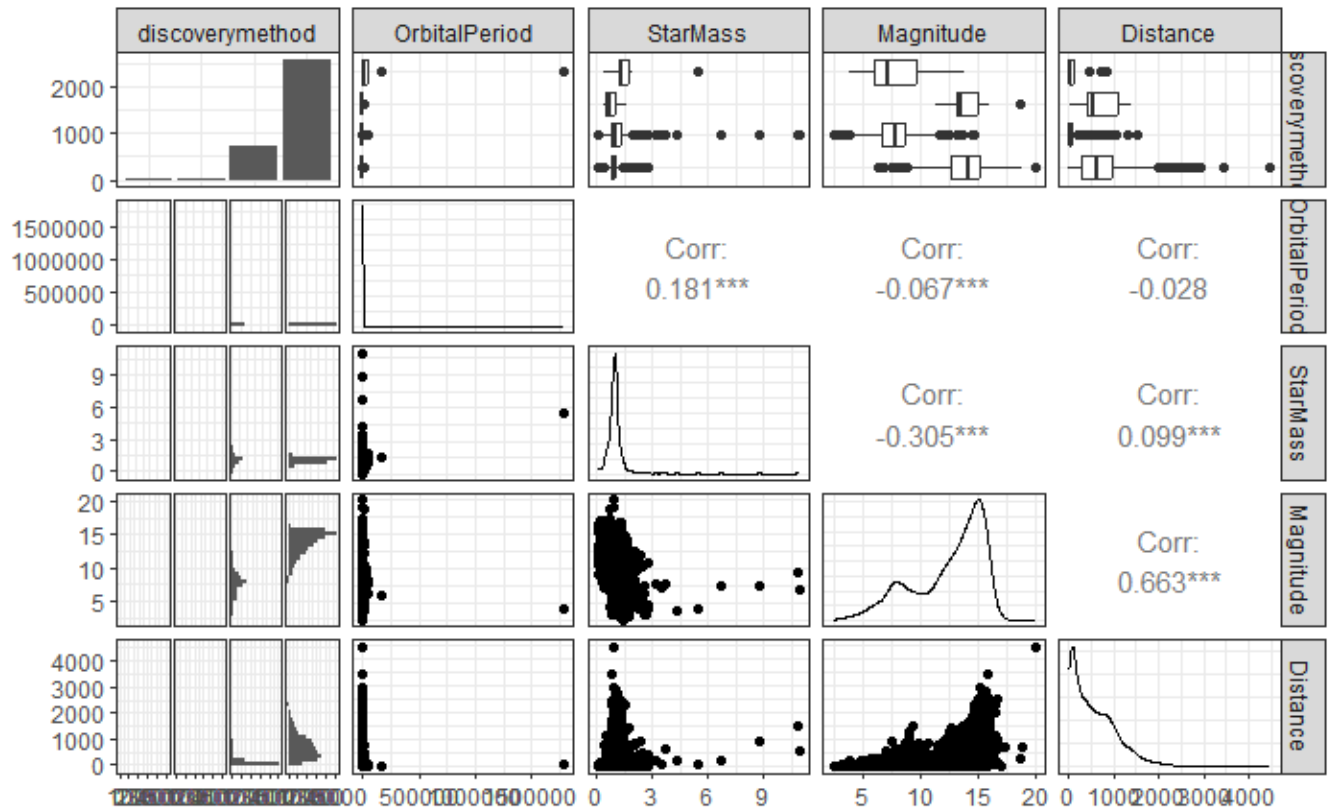 discoverymethod OrbitalPeriod StarMass Magnitude Distance
2000
1000
0
scoverymeth
1500000
1000000
500000
0
Corr:
0.181***
Corr:
-0.067***
Corr:
-0.028
OrbitalPeriod
9
6
3
0
Corr:
-0.305***
Corr:
0.099***
StarMass
20
15
10
5
Corr:
0.663***
Magnitude
4000
3000
2000
1000
0
Distance
0 3 6 9 5 10 15 20 0